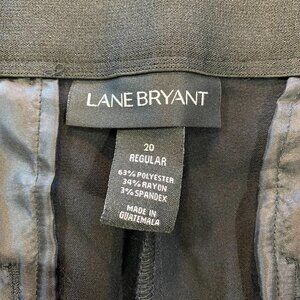 LANE BRYANT
20
REGULAR
63% POLYESTER
34% RAYON
3% SPANDEX
MADE IN
GUATEMALA